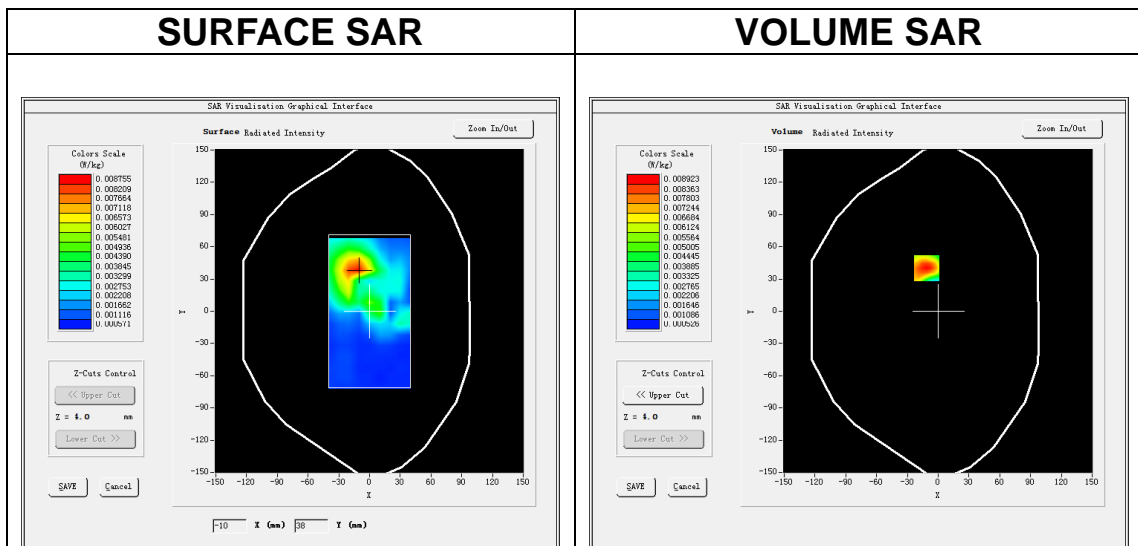 SURFACE SAR
VOLUME SAR
SAR Visualisation Graphical Interface
Surface Radiated Intensity
Zoom In/Out
Colors Scale
(W/kg)
0.008755
0.008209
0.007664
0.007118
0.006573
0.006027
0.005481
0.004936
0.004390
0.003845
0.003299
0.002753
0.002208
0.001662
0.001116
0.000571
Z-Cuts Control
<< Upper Cut
Z = 4.0 mm
Lower Cut >>
SAVE
Cancel
150
120
90
60
30
0
-30
-60
-90
-120
-150
Y
-150 -120 -90 -60 -30 0 30 60 90 120 150
X
-10 X (mm) 38 Y (mm)
SAR Visualisation Graphical Interface
Volume Radiated Intensity
Zoom In/Out
Colors Scale
(W/kg)
0.008923
0.008363
0.007803
0.007244
0.006684
0.006124
0.005564
0.005005
0.004445
0.003885
0.003325
0.002765
0.002206
0.001646
0.001086
0.000526
Z-Cuts Control
<< Upper Cut
Z = 4.0 mm
Lower Cut >>
SAVE
Cancel
150
120
90
60
30
0
-30
-60
-90
-120
-150
Y
-150 -120 -90 -60 -30 0 30 60 90 120 150
X